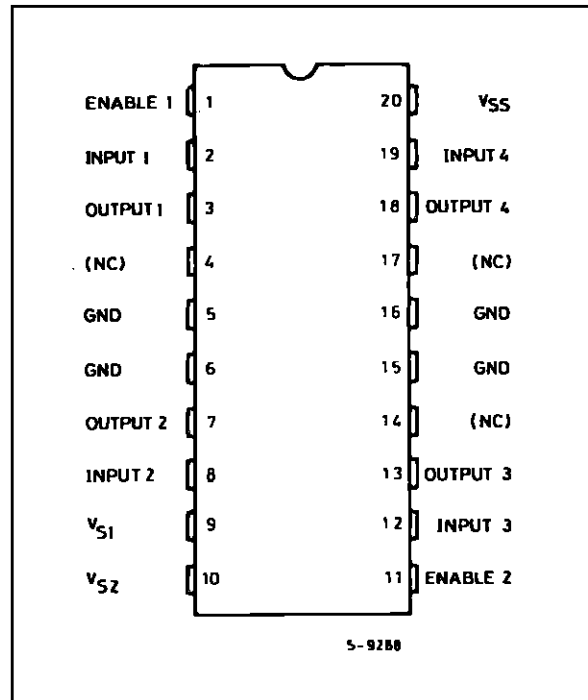 ENABLE 1 1 20 VSS
INPUT 1 2 19 INPUT 4
OUTPUT 1 3 18 OUTPUT 4
(NC) 4 17 (NC)
GND 5 16 GND
GND 6 15 GND
OUTPUT 2 7 14 (NC)
INPUT 2 8 13 OUTPUT 3
VS1 9 12 INPUT 3
VS2 10 11 ENABLE 2
S-9288